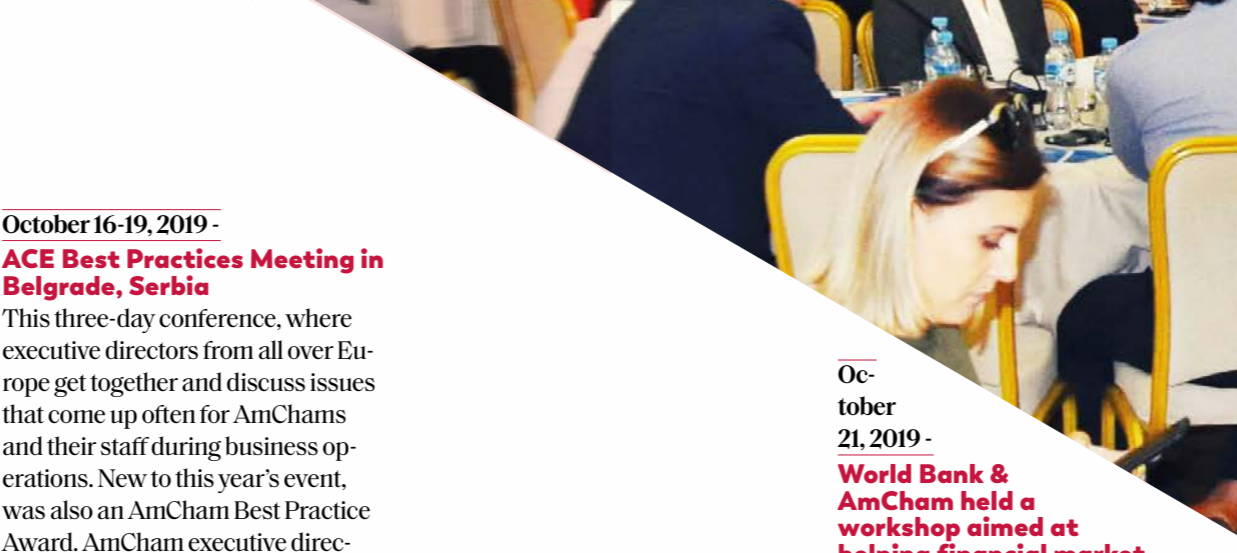 October 16-19, 2019 -
ACE Best Practices Meeting in
Belgrade, Serbia
This three-day conference, where
executive directors from all over Eu-
rope get together and discuss issues
that come up often for AmChams
and their staff during business op-
erations. New to this year's event,
was also an AmCham Best Practice
Award. AmCham executive direc-
Oc-
tober
21, 2019 -
World Bank &
AmCham held a
workshop aimed at
helping financial market